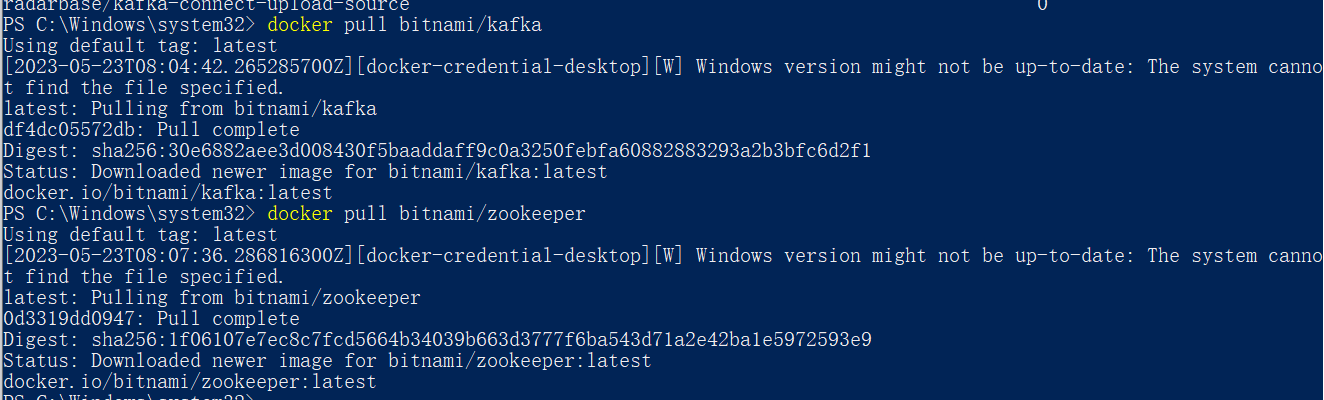 radarbase/kafka-connect-upload-source 0
PS C:\Windows\system32> docker pull bitnami/kafka
Using default tag: latest
[2023-05-23T08:04:42.265285700Z][docker-credential-desktop][W] Windows version might not be up-to-date: The system canno
t find the file specified.
latest: Pulling from bitnami/kafka
df4dc05572db: Pull complete
Digest: sha256:30e6882aee3d008430f5baaddaff9c0a3250febfa60882883293a2b3bfc6d2f1
Status: Downloaded newer image for bitnami/kafka:latest
docker.io/bitnami/kafka:latest
PS C:\Windows\system32> docker pull bitnami/zookeeper
Using default tag: latest
[2023-05-23T08:07:36.286816300Z][docker-credential-desktop][W] Windows version might not be up-to-date: The system canno
t find the file specified.
latest: Pulling from bitnami/zookeeper
0d3319dd0947: Pull complete
Digest: sha256:1f06107e7ec8c7fcd5664b34039b663d3777f6ba543d71a2e42ba1e5972593e9
Status: Downloaded newer image for bitnami/zookeeper:latest
docker.io/bitnami/zookeeper:latest
PS C:\Windows\system32>